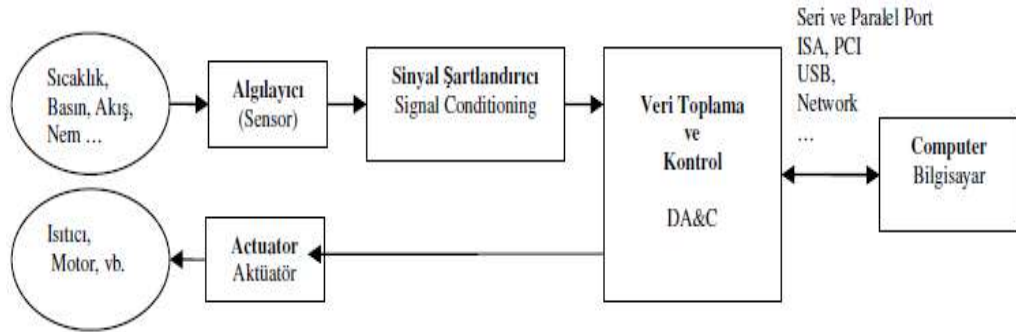 Sıcaklık,
Basın, Akış,
Nem ...
Algılayıcı
(Sensor)
Sinyal Şartlandırıcı
Signal Conditioning
Veri Toplama
ve
Kontrol
DA&C
Seri ve Paralel Port
ISA, PCI
USB,
Network
...
Computer
Bilgisayar
Isıtıcı,
Motor, vb.
Actuator
Aktüatör